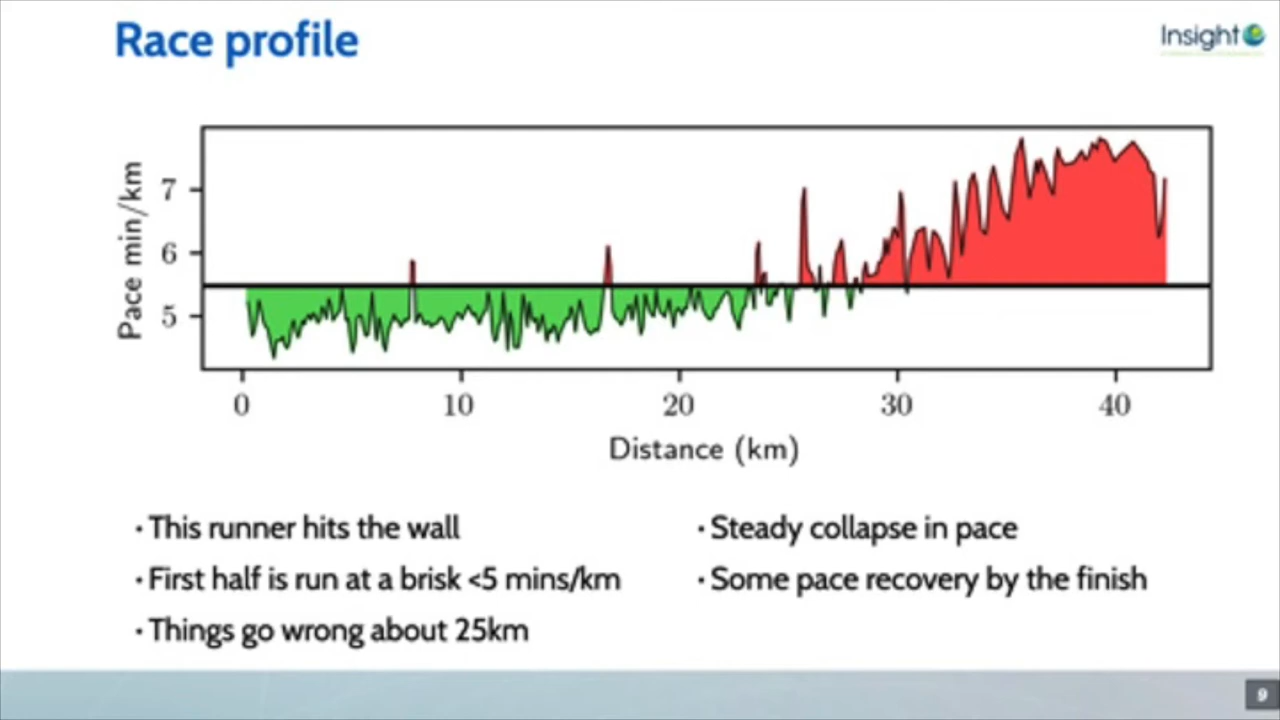 Race profile
Insight
Pace min/km
7
6
5
0 10 20 30 40
Distance (km)
· This runner hits the wall
· First half is run at a brisk <5 mins/km
· Things go wrong about 25km
· Steady collapse in pace
· Some pace recovery by the finish
9